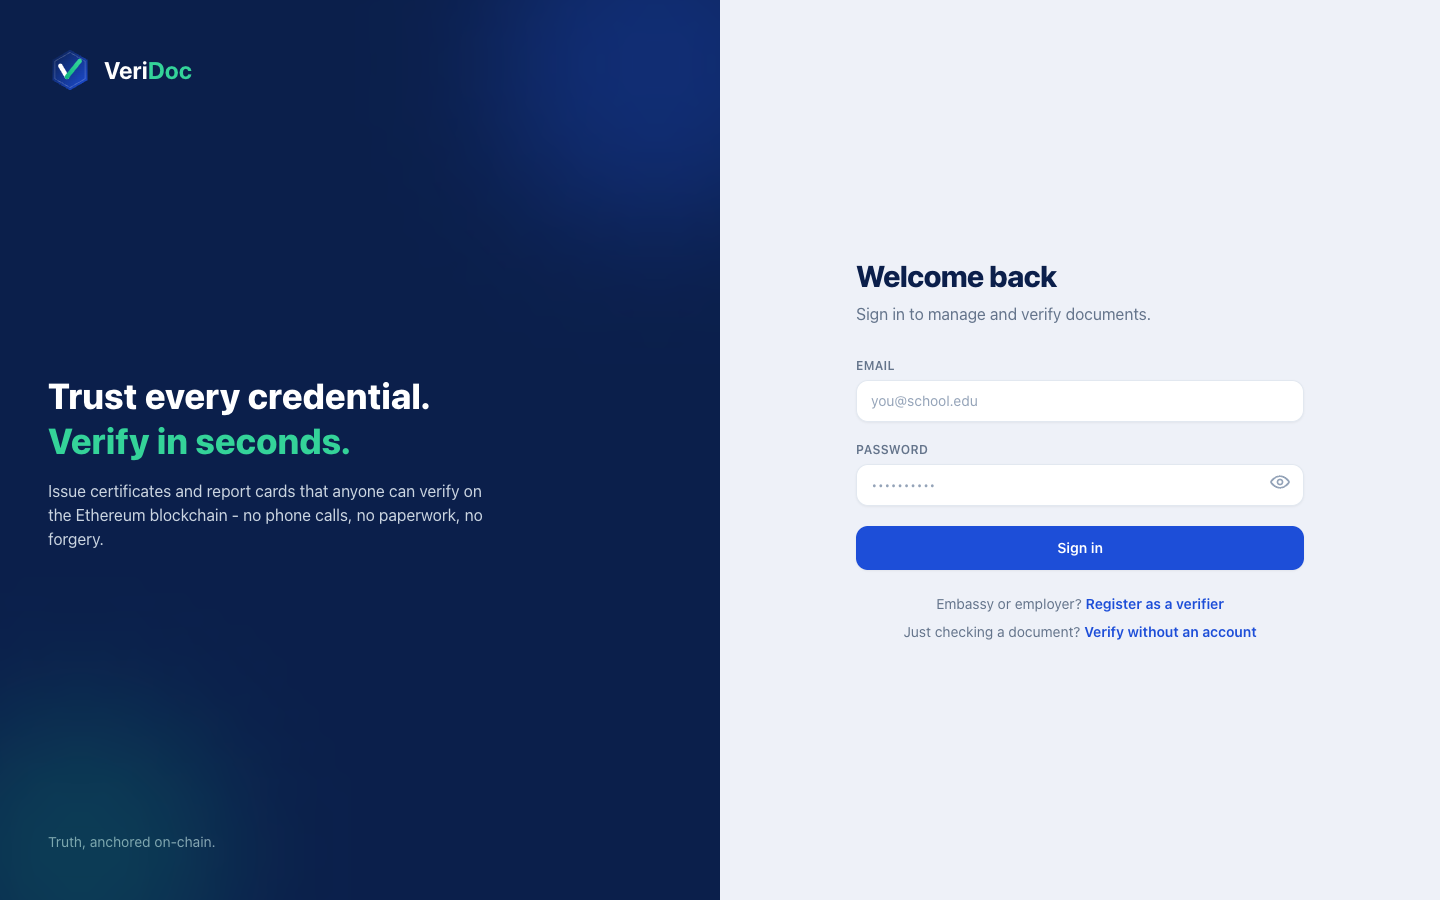 VeriDoc
Trust every credential.
Verify in seconds.
Issue certificates and report cards that anyone can verify on
the Ethereum blockchain - no phone calls, no paperwork, no
forgery.
Truth, anchored on-chain.
Welcome back
Sign in to manage and verify documents.
EMAIL
you@school.edu
PASSWORD
••••••••••
Sign in
Embassy or employer? Register as a verifier
Just checking a document? Verify without an account